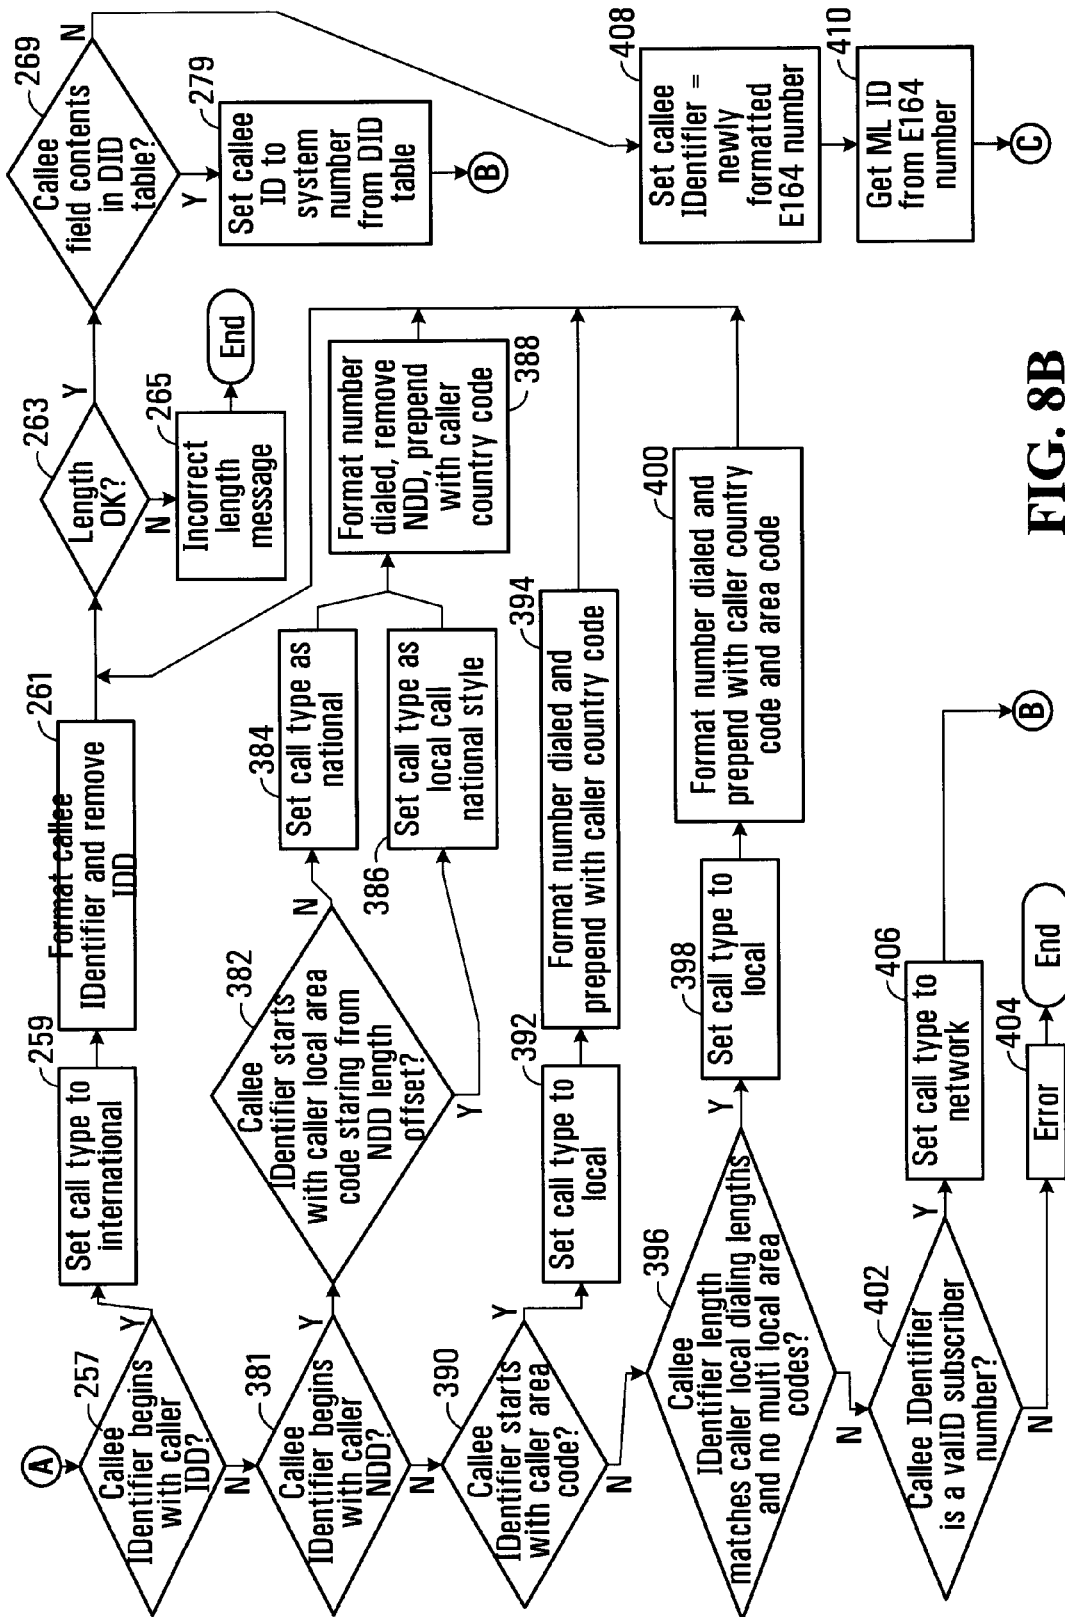 A
257
Callee
IDentifier begins
with caller
IDD?
Y
N
259
Set call type to
international
261
Format callee
IDentifier and remove
IDD
263
Length
OK?
Y
N
265
Incorrect
length
message
End
269
Callee
field contents
in DID
table?
N
Y
279
Set callee
ID to
system
number
from DID
table
B
381
Callee
IDentifier begins
with caller
NDD?
Y
N
382
Callee
IDentifier starts
with caller local area
code staring from
NDD length
offset?
N
Y
384
Set call type as
national
386
Set call type as
local call
national style
Format number
dialed, remove
NDD, prepend
with caller
country code
388
390
Callee
IDentifier starts
with caller area
code?
Y
N
392
Set call type to
local
394
Format number dialed and
prepend with caller country code
396
Callee
IDentifier length
matches caller local dialing lengths
and no multi local area
codes?
Y
N
398
Set call type to
local
400
Format number dialed and
prepend with caller country
code and area code
402
Callee IDentifier
is a valID subscriber
number?
Y
N
406
Set call type to
network
B
404
Error
End
408
Set callee
IDentifier =
newly
formatted
E164 number
410
Get ML ID
from E164
number
C
FIG. 8B